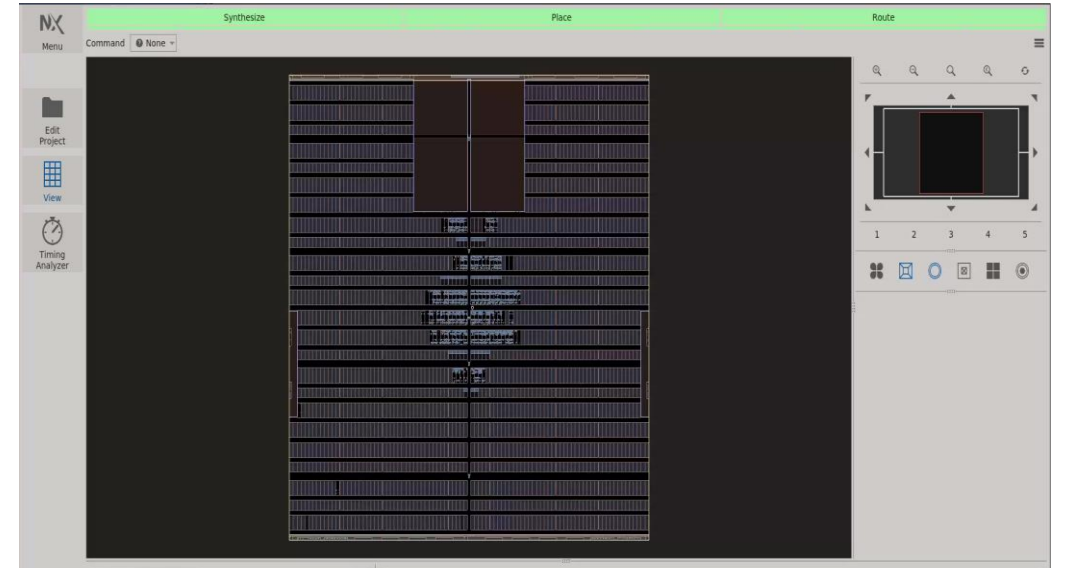 Synthesize Place Route
NX
Menu
Command None
Edit
Project
View
Timing
Analyzer
1 2 3 4 5